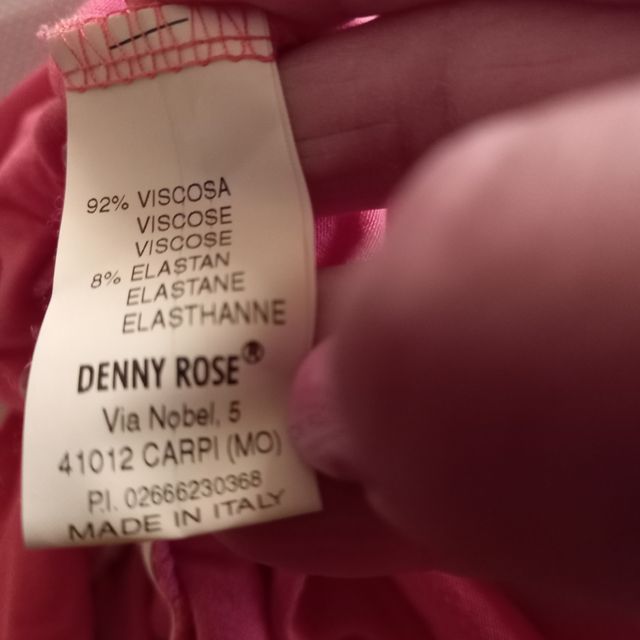 92% VISCOSA
VISCOSE
VISCOSE
8% ELASTAN
ELASTANE
ELASTHANNE
DENNY ROSE®
Via Nobel, 5
41012 CARPI (MO)
P.I. 02666230368
MADE IN ITALY